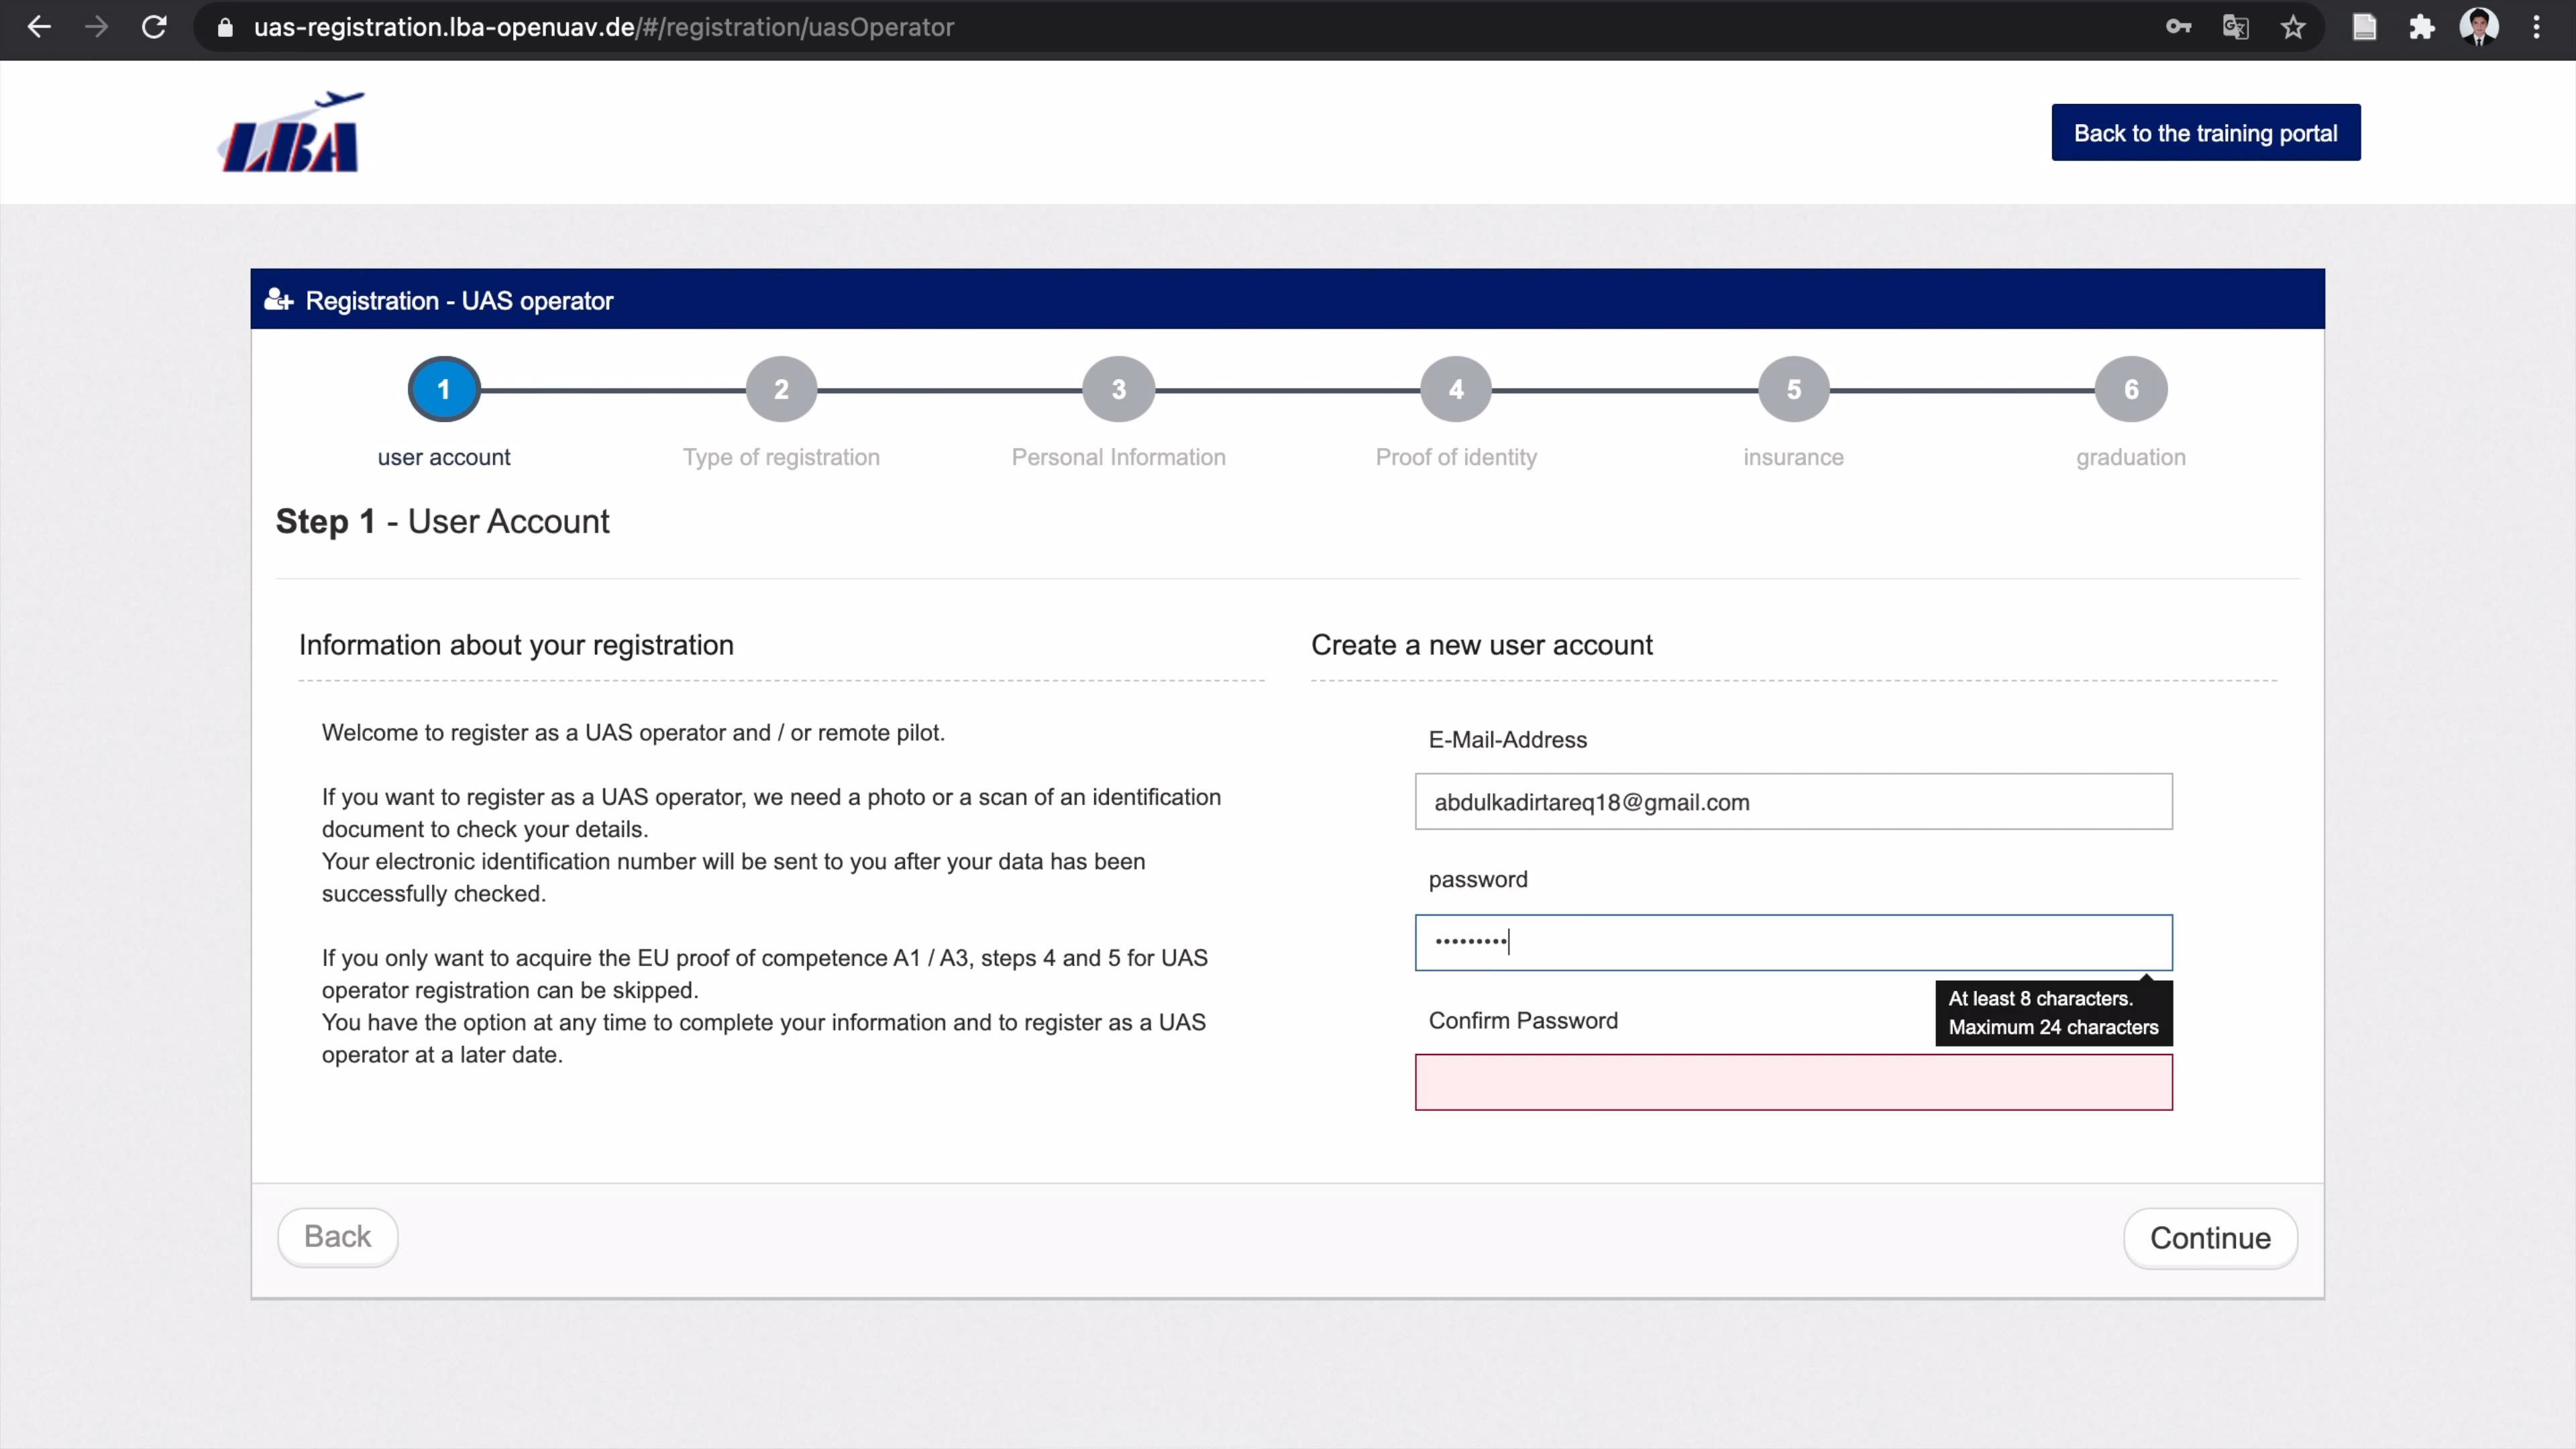 uas-registration.lba-openuav.de/#/registration/uasOperator
LBA
Back to the training portal
Registration - UAS operator
1
2
3
4
5
6
user account
Type of registration
Personal Information
Proof of identity
insurance
graduation
Step 1 - User Account
Information about your registration
Welcome to register as a UAS operator and / or remote pilot.
If you want to register as a UAS operator, we need a photo or a scan of an identification
document to check your details.
Your electronic identification number will be sent to you after your data has been
successfully checked.
If you only want to acquire the EU proof of competence A1 / A3, steps 4 and 5 for UAS
operator registration can be skipped.
You have the option at any time to complete your information and to register as a UAS
operator at a later date.
Create a new user account
E-Mail-Address
abdulkadirtareq18@gmail.com
password
•••••••••
At least 8 characters.
Maximum 24 characters
Confirm Password
Back
Continue